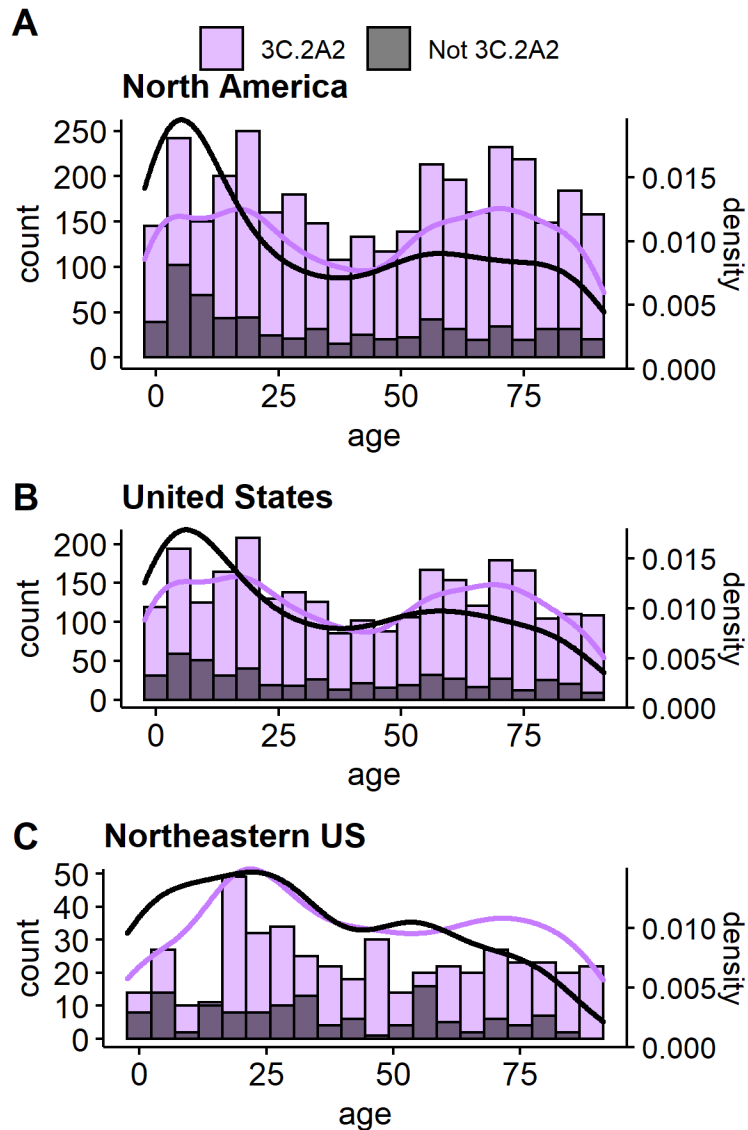 A
3C.2A2 Not 3C.2A2
North America
250
200
150
100
50
0
count
0.015
0.010
0.005
0.000
density
0 25 50 75
age
B
United States
200
150
100
50
0
count
0.015
0.010
0.005
0.000
density
0 25 50 75
age
C
Northeastern US
50
40
30
20
10
0
count
0.010
0.005
0.000
density
0 25 50 75
age